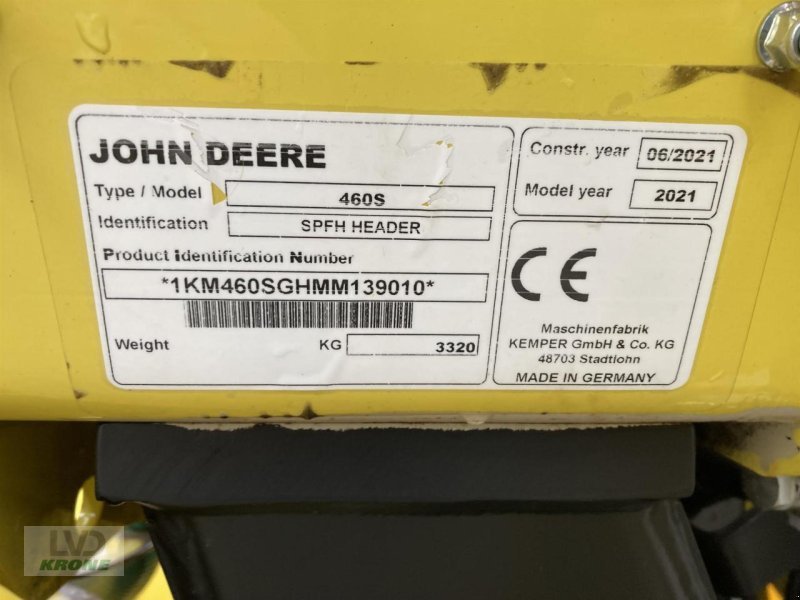 JOHN DEERE
Type / Model 460S
Identification SPFH HEADER
Product Identification Number
*1KM460SGHMM139010*
Weight KG 3320
Constr. year 06/2021
Model year 2021
CE
Maschinenfabrik
KEMPER GmbH & Co. KG
48703 Stadtlohn
MADE IN GERMANY
LVD
KRONE